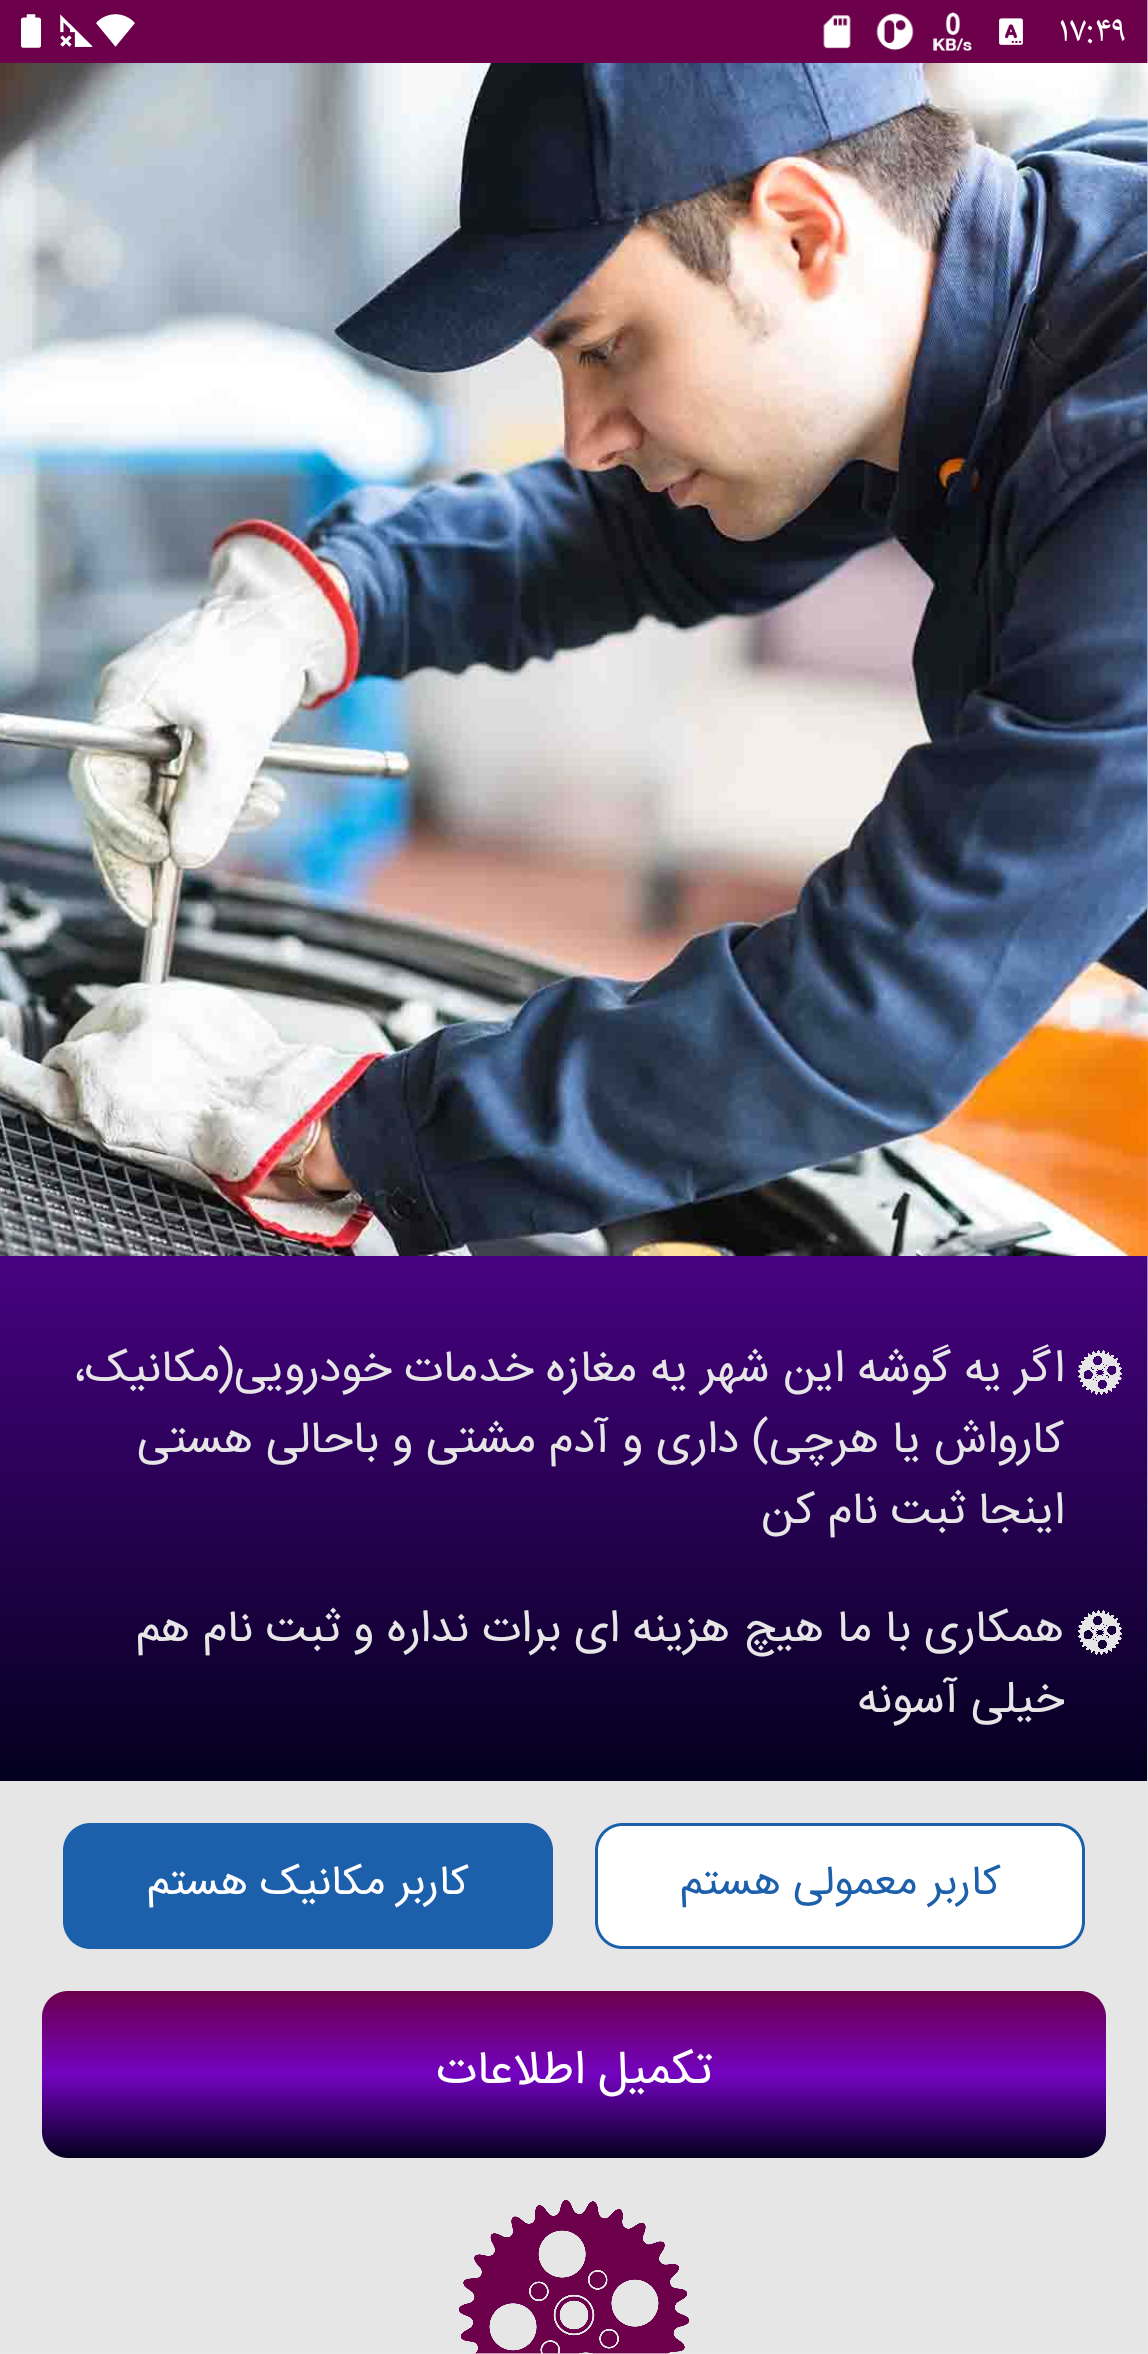 ۱۷:۴۹
0
KB/s
A
اگر یه گوشه این شهر یه مغازه خدمات خودرویی(مکانیک،
کارواش یا هرچی) داری و آدم مشتی و باحالی هستی
اینجا ثبت نام کن
همکاری با ما هیچ هزینه ای برات نداره و ثبت نام هم
خیلی آسونه
کاربر معمولی هستم
کاربر مکانیک هستم
تکمیل اطلاعات